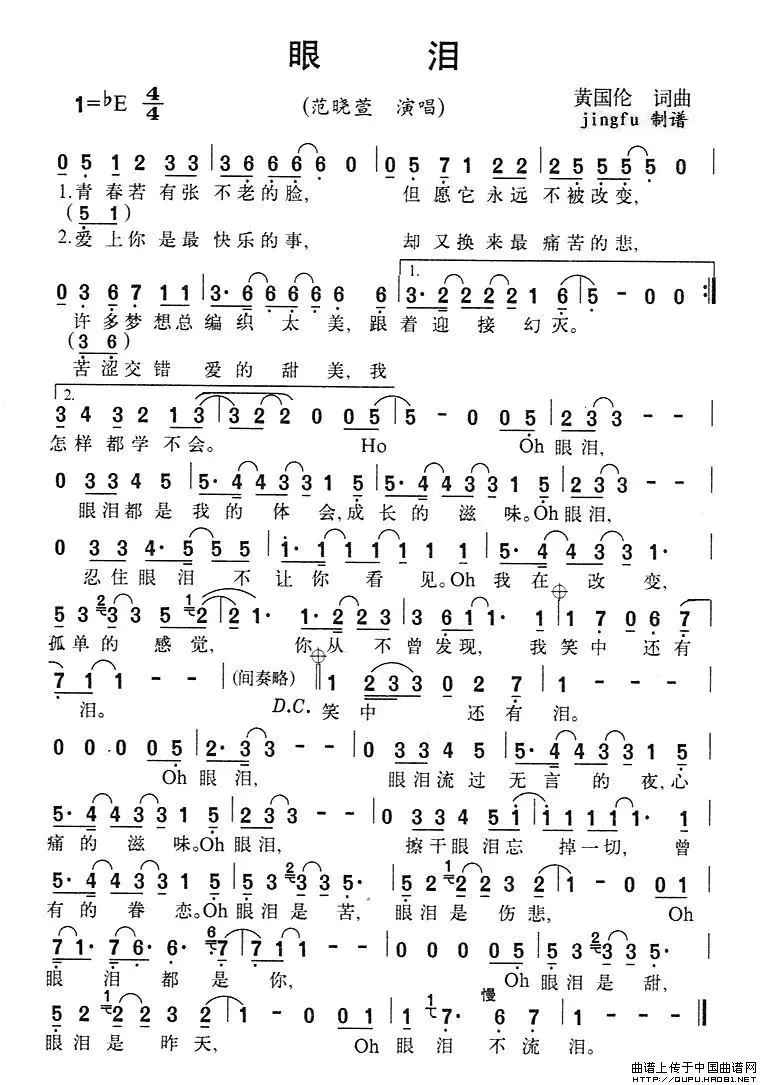 眼 泪
1=♭E 4/4
(范晓萱 演唱)
黄国伦 词曲
jingfu 制谱
0 5 1 2 3 3 | 3 6 6 6 6 6 0 | 0 5 7 1 2 2 | 2 5 5 5 5 5 0 |
1.青春若有张 不老的脸, 但愿它永远 不被改变,
(5 1)
2.爱上你是最 快乐的事, 却又换来最 痛苦的悲,
1.
0 3 6 7 1 1 | 3· 6 6 6 6 6 6 6 | 3· 2 2 2 2 1 6 | 5 - 0 0 :||
许多梦想总 编织 太 美,跟着迎 接 幻灭。
(3 6)
苦涩交错 爱的 甜 美,我
2.
3 4 3 2 1 3 | 3 2 2 2 0 0 5 | 5 - 0 0 5 | 2 3 3 - - |
怎样都学不会。 Ho Oh眼泪,
0 3 3 3 4 5 | 5· 4 4 3 3 1 5 | 5· 4 4 3 3 1 5 | 2 3 3 - - |
眼泪都是 我的 体 会,成长的 滋 味。Oh眼泪,
0 3 3 4· 5 5 5 | 1· 1 1 1 1 1 0 5 | 5· 4 4 3 3 1· |
忍住眼泪 不 让你 看 见。Oh我在 改 变,
5 3 2 3 3 5 1 2 | 2 1· 1· 2 2 3 | 3· 6 1 1· 1 | 1 7 0 6 7 |
孤单的 感觉, 你从 不曾发现, 我笑中 还有
7 1 1 - - | (间奏略) || 1 2 3 3 0 2 7 | 1 - - - |
泪。 D.C. 笑中 还有泪。
0 0 0 0 5 | 2· 3 3 - - | 0 3 3 4 5 | 5· 4 4 3 3 1 5 |
Oh眼泪, 眼泪流过 无言 的 夜,心
5· 4 4 3 3 1 5 | 2 3 3 - - | 0 3 3 4 5 1 | 1 1 1 1 1· 1 |
痛的 滋 味。Oh眼泪, 擦干眼泪忘 掉一切, 曾
5· 4 4 3 3 1 5 | 5 3 2 3 3 5· | 5 2 1 2 2 2 3 2 | 2 - 0 0 1 |
有的 眷 恋。Oh眼泪是 苦, 眼泪是 伤悲, Oh
7 1· 7 6· 6· 6 7 | 7 7 1 1 - | 0 0 0 0 5 | 5 3 2 3 3 5· |
眼 泪 都 是 你, Oh眼泪是 甜,
慢
5 2 1 2 2 2 3 2 | 2 1 - 0 0 1 | 1 1 7· 6 7 | 1 - - - ||
眼泪是 昨天, Oh 眼泪 不流 泪。
曲谱上传于中国曲谱网
HTTP://QUPU.HAO81.NET